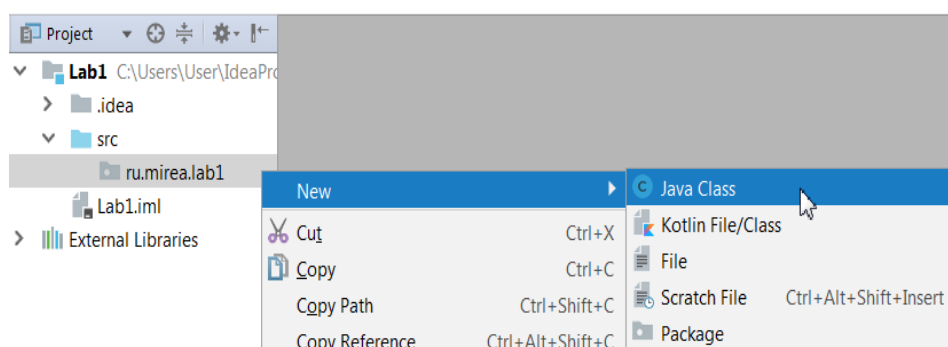 Project
Lab1 C:\Users\User\IdeaPro
.idea
src
ru.mirea.lab1
Lab1.iml
External Libraries
New
Cut Ctrl+X
Copy Ctrl+C
Copy Path Ctrl+Shift+C
Copy Reference Ctrl+Alt+Shift+C
Java Class
Kotlin File/Class
File
Scratch File Ctrl+Alt+Shift+Insert
Package